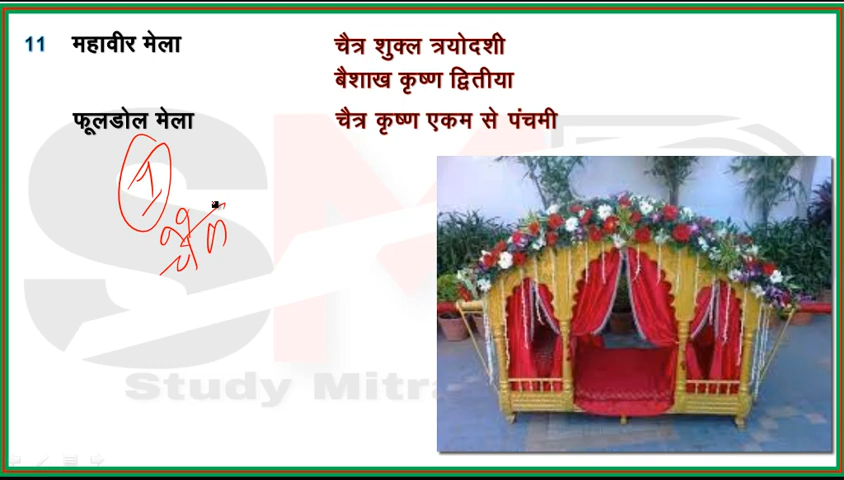 11 महावीर मेला चैत्र शुक्ल त्रयोदशी
बैशाख कृष्ण द्वितीया
फूलडोल मेला चैत्र कृष्ण एकम से पंचमी
Study Mitra